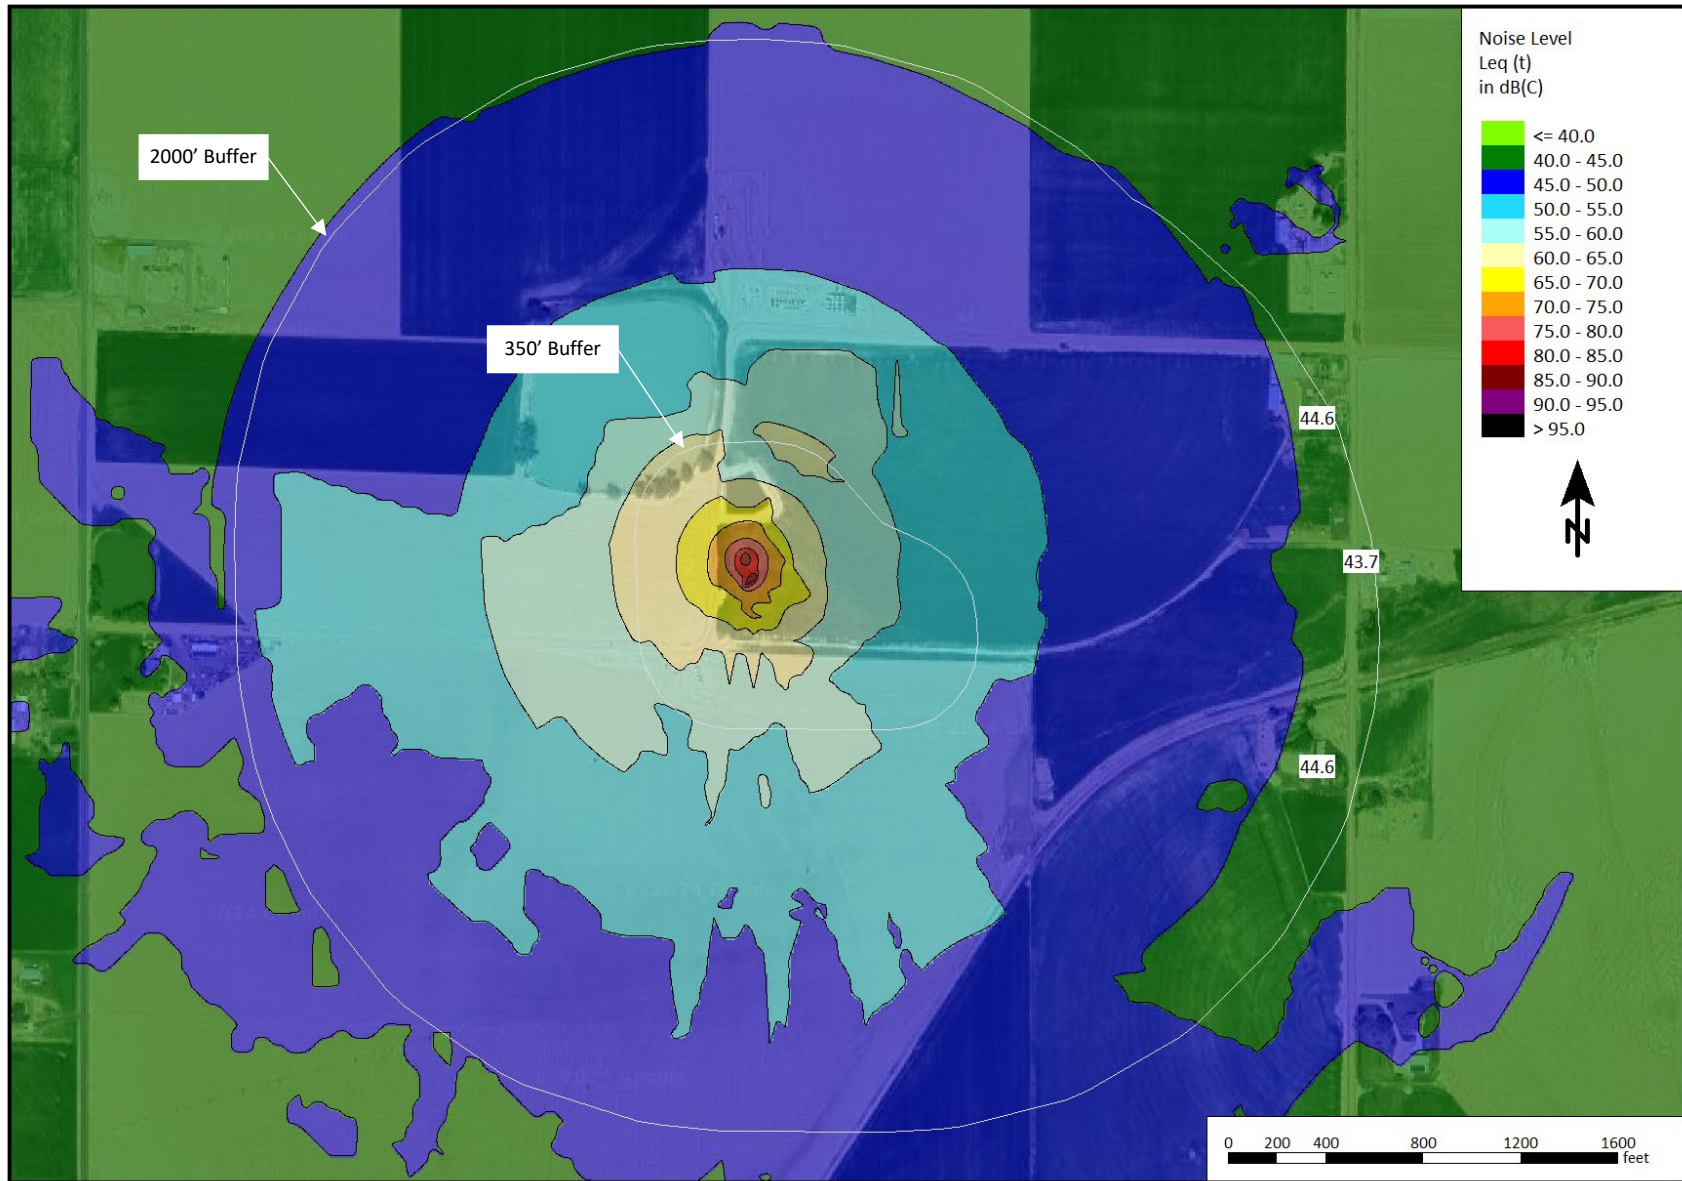 Noise Level
Leq (t)
in dB(C)
<= 40.0
40.0 - 45.0
45.0 - 50.0
50.0 - 55.0
55.0 - 60.0
60.0 - 65.0
65.0 - 70.0
70.0 - 75.0
75.0 - 80.0
80.0 - 85.0
85.0 - 90.0
90.0 - 95.0
> 95.0
N
2000’ Buffer
350’ Buffer
44.6
43.7
44.6
0 200 400 800 1200 1600
feet